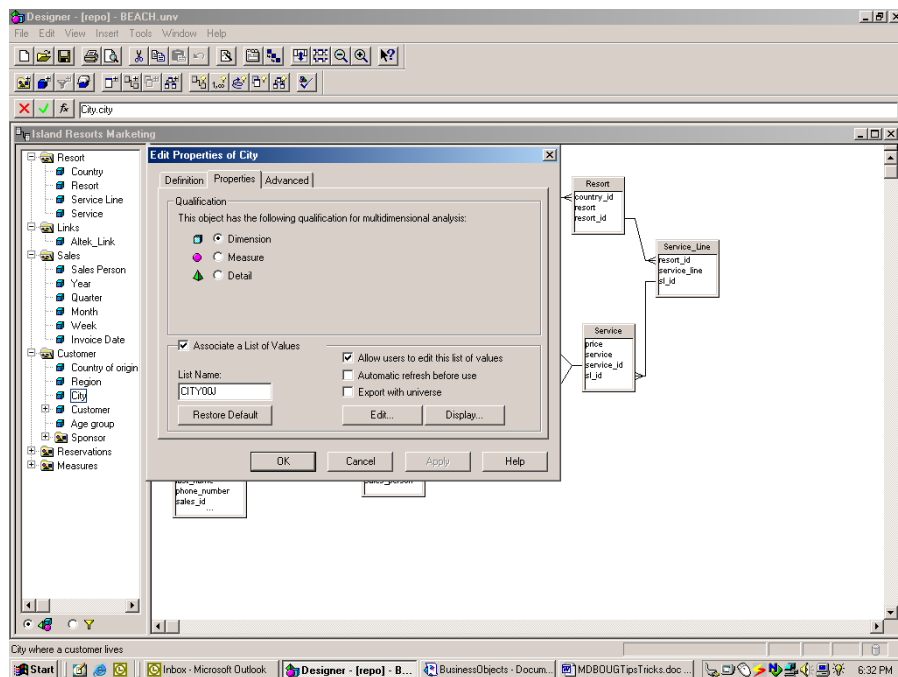 Designer - [repo] - BEACH.unv
File Edit View Insert Tools Window Help
City.city
Island Resorts Marketing
Resort
Country
Resort
Service Line
Service
Links
Altek_Link
Sales
Sales Person
Year
Quarter
Month
Week
Invoice Date
Customer
Country of origin
Region
City
Customer
Age group
Sponsor
Reservations
Measures
Edit Properties of City
Definition Properties Advanced
Qualification
This object has the following qualification for multidimensional analysis:
Dimension
Measure
Detail
Associate a List of Values
List Name:
CITY00J
Restore Default
Allow users to edit this list of values
Automatic refresh before use
Export with universe
Edit... Display...
OK Cancel Apply Help
Resort
country_id
resort
resort_id
Service_Line
resort_id
service_line
sl_id
Service
price
service
service_id
sl_id
last_name
phone_number
sales_id
...
sales_person
City where a customer lives
Start Inbox - Microsoft Outlook Designer - [repo] - B... BusinessObjects - Docum... MDBOUGTipsTricks.doc ... 6:32 PM